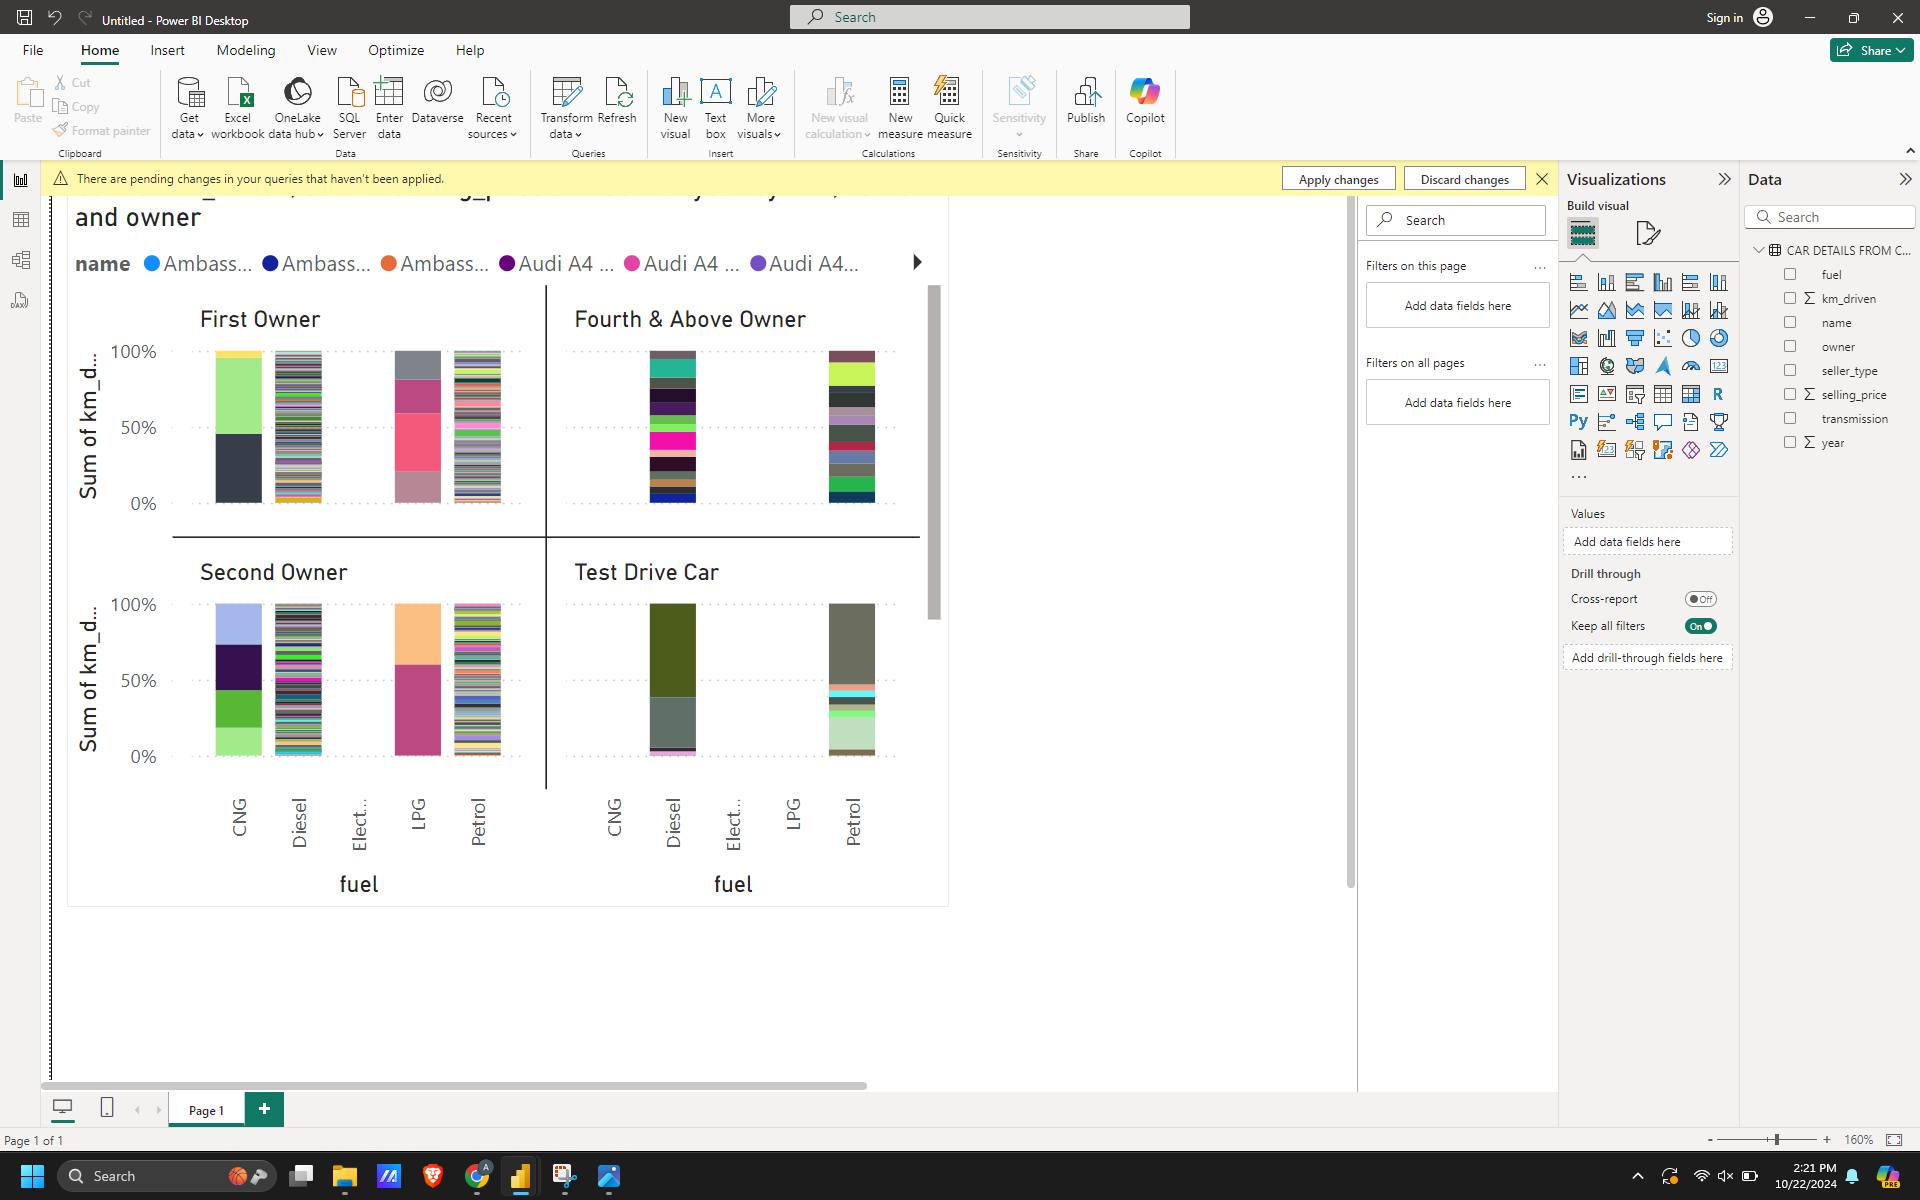 Untitled - Power BI Desktop
Search
Sign in
File
Home
Insert
Modeling
View
Optimize
Help
Share
Paste
Cut
Copy
Format painter
Get data
Excel workbook
OneLake data hub
SQL Server
Enter data
Dataverse
Recent sources
Transform data
Refresh
New visual
Text box
More visuals
New visual calculation
New measure
Quick measure
Sensitivity
Publish
Copilot
Clipboard
Data
Queries
Insert
Calculations
Sensitivity
Share
Copilot
There are pending changes in your queries that haven't been applied.
Apply changes
Discard changes
and owner
name
Ambass...
Ambass...
Ambass...
Audi A4 ...
Audi A4 ...
Audi A4...
First Owner
Fourth & Above Owner
Sum of km_d...
100%
50%
0%
Second Owner
Test Drive Car
Sum of km_d...
100%
50%
0%
CNG
Diesel
Elect...
LPG
Petrol
CNG
Diesel
Elect...
LPG
Petrol
fuel
fuel
Search
Filters on this page
...
Add data fields here
Filters on all pages
...
Add data fields here
Visualizations
Build visual
123
R
Py
123
...
Values
Add data fields here
Drill through
Cross-report
Off
Keep all filters
On
Add drill-through fields here
Data
Search
CAR DETAILS FROM C...
fuel
km_driven
name
owner
seller_type
selling_price
transmission
year
Page 1
Page 1 of 1
160%
Search
2:21 PM
10/22/2024